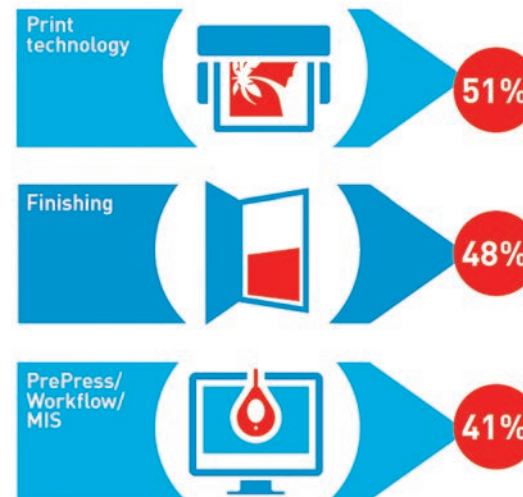 Print
technology
51%
Finishing
48%
PrePress/
Workflow/
MIS
41%